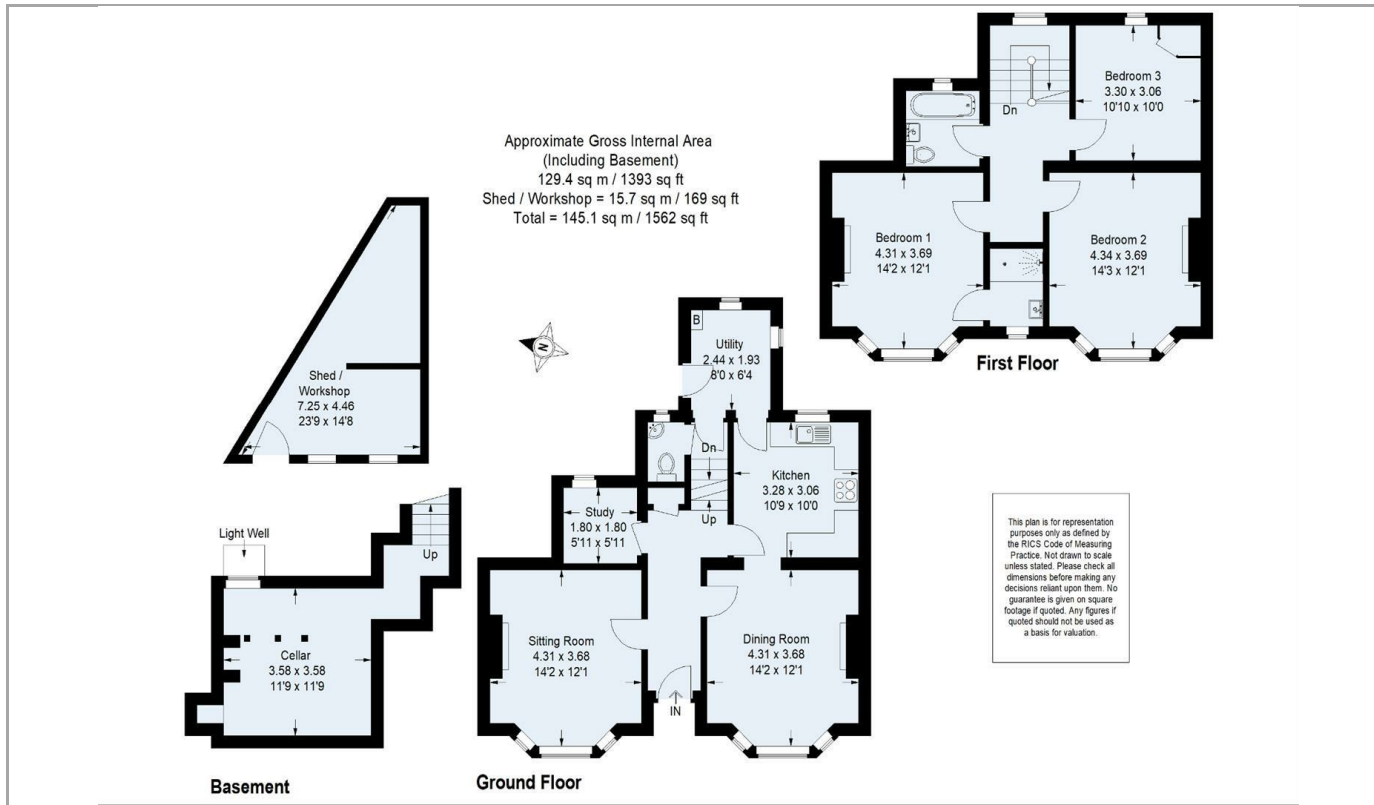 Approximate Gross Internal Area
(Including Basement)
129.4 sq m / 1393 sq ft
Shed / Workshop = 15.7 sq m / 169 sq ft
Total = 145.1 sq m / 1562 sq ft
Bedroom 3
3.30 x 3.06
10'10 x 10'0
Dn
Bedroom 1
4.31 x 3.69
14'2 x 12'1
Bedroom 2
4.34 x 3.69
14'3 x 12'1
First Floor
N
Shed /
Workshop
7.25 x 4.46
23'9 x 14'8
B
Utility
2.44 x 1.93
8'0 x 6'4
Dn
Kitchen
3.28 x 3.06
10'9 x 10'0
Study
1.80 x 1.80
5'11 x 5'11
Up
Sitting Room
4.31 x 3.68
14'2 x 12'1
Dining Room
4.31 x 3.68
14'2 x 12'1
IN
Ground Floor
Light Well
Up
Cellar
3.58 x 3.58
11'9 x 11'9
Basement
This plan is for representation
purposes only as defined by
the RICS Code of Measuring
Practice. Not drawn to scale
unless stated. Please check all
dimensions before making any
decisions reliant upon them. No
guarantee is given on square
footage if quoted. Any figures if
quoted should not be used as
a basis for valuation.